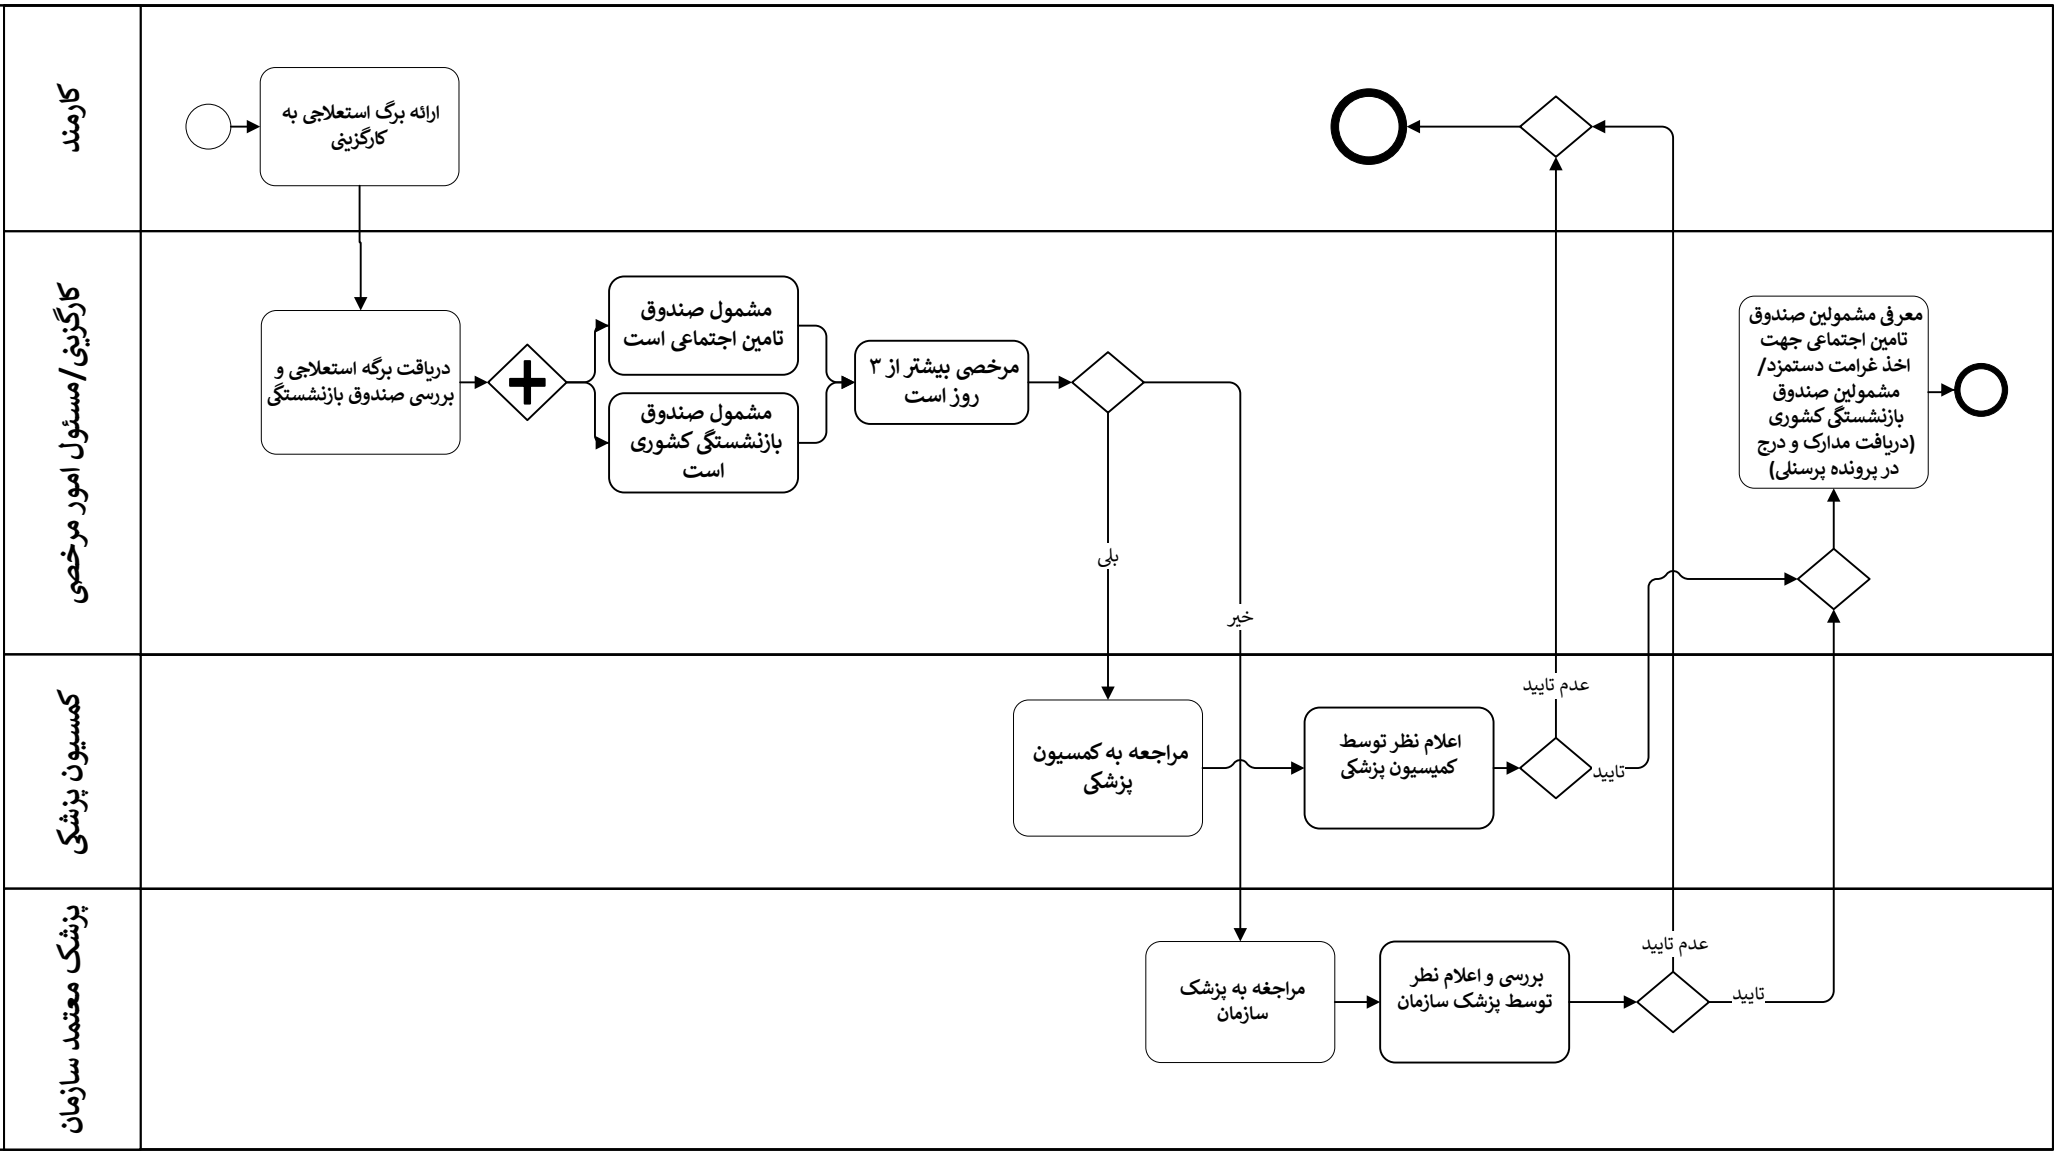 کارمند
ارائه برگ استعلاجی به
کارگزینی
کارگزینی/مسئول امور مرخصی
دریاقت برگه استعلاجی و
بررسی صندوق بازنشستگی
مشمول صندوق
تامین اجتماعی است
مشمول صندوق
بازنشستگی کشوری
است
مرخصی بیشتر از ۳
روز است
بلی
خیر
معرفی مشمولین صندوق
تامین اجتماعی جهت
اخذ غرامت دستمزد/
مشمولین صندوق
بازنشستگی کشوری
(دریافت مدارک و درج
در پرونده پرسنلی)
کمسیون پزشکی
مراجعه به کمسیون
پزشکی
اعلام نظر توسط
کمیسیون پزشکی
عدم تایید
تایید
پزشک معتمد سازمان
مراجغه به پزشک
سازمان
بررسی و اعلام نطر
توسط پزشک سازمان
عدم تایید
تایید